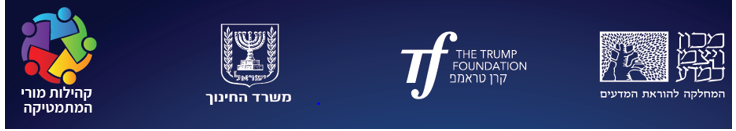 מכון
ויצמן
למדע
המחלקה להוראת המדעים
THE TRUMP
FOUNDATION
קרן טראמפ
משרד החינוך
קהילות מורי
המתמטיקה